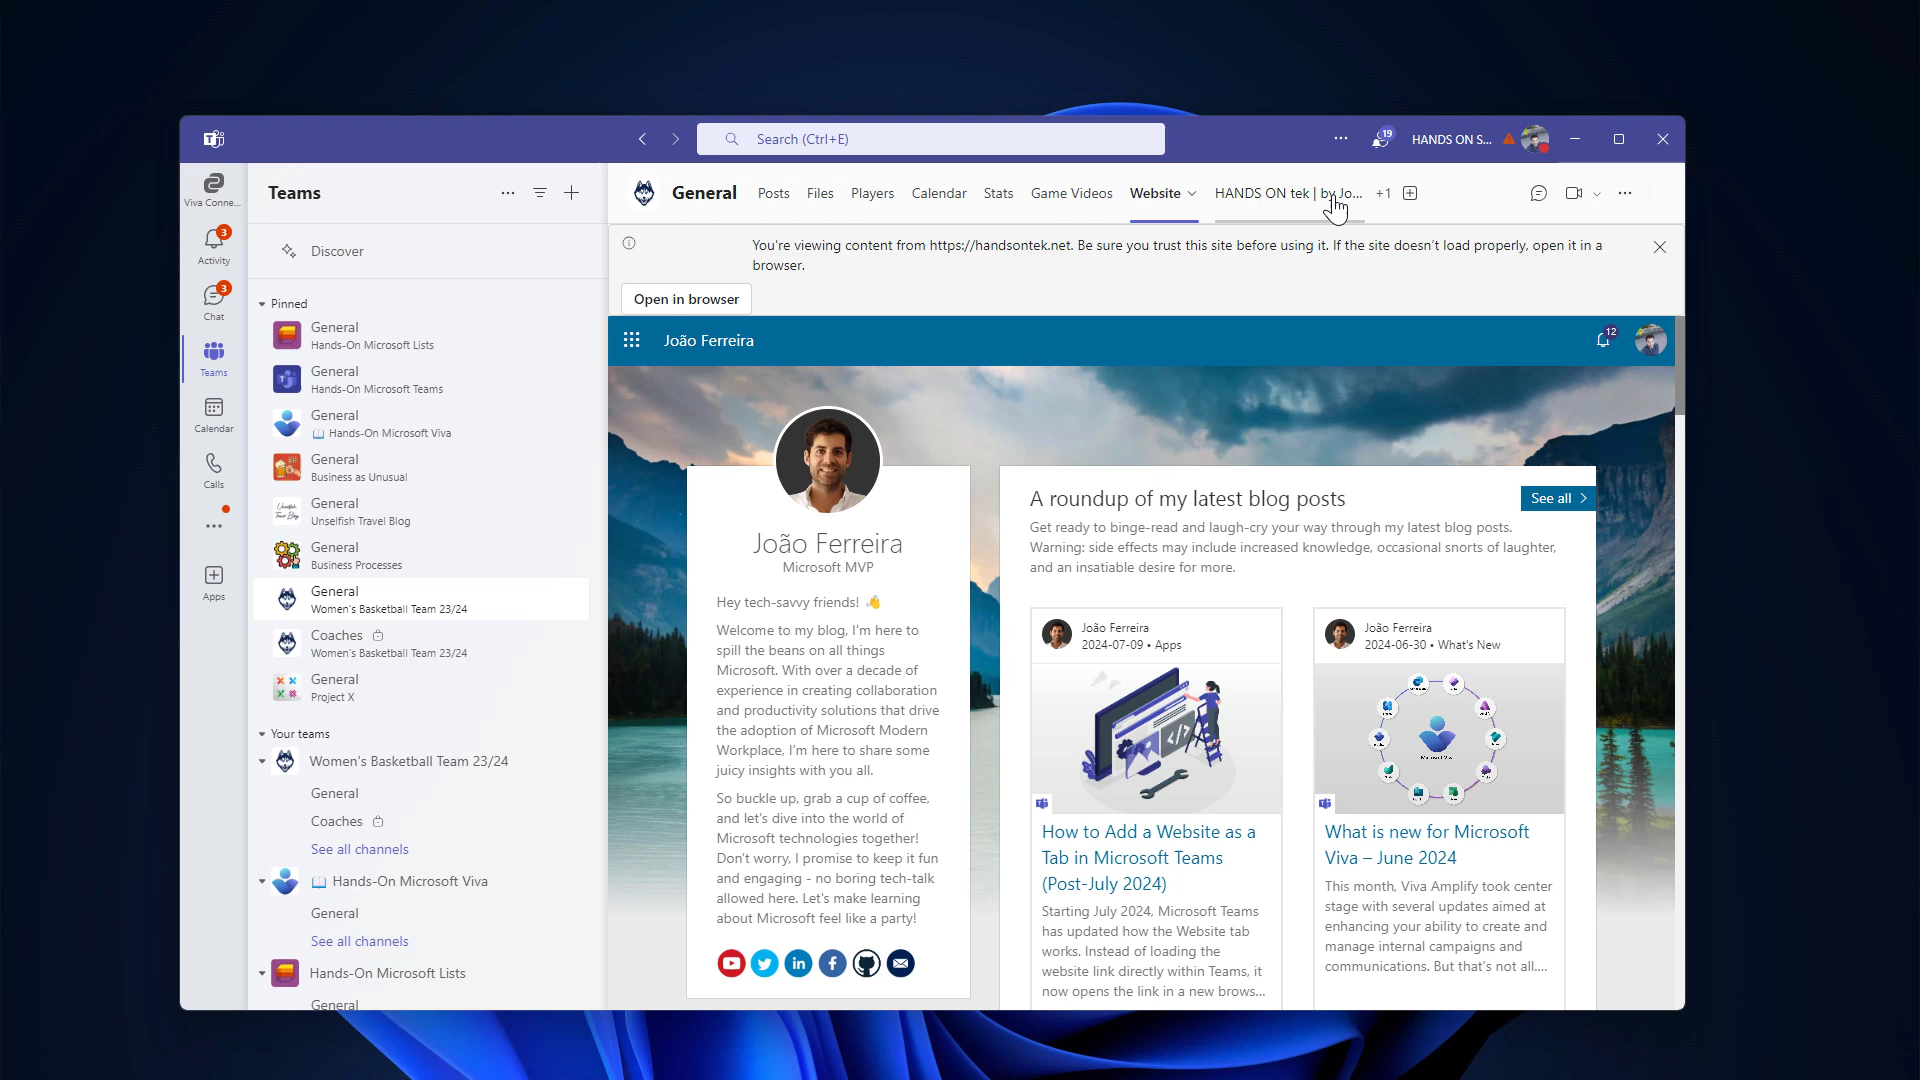 Search (Ctrl+E)
19
HANDS ON S...
Viva Conne...
3
Activity
3
Chat
Teams
Calendar
Calls
Apps
Teams
Discover
Pinned
General
Hands-On Microsoft Lists
General
Hands-On Microsoft Teams
General
📖 Hands-On Microsoft Viva
General
Business as Unusual
General
Unselfish Travel Blog
General
Business Processes
General
Women's Basketball Team 23/24
Coaches
Women's Basketball Team 23/24
General
Project X
Your teams
Women's Basketball Team 23/24
General
Coaches
See all channels
📖 Hands-On Microsoft Viva
General
See all channels
Hands-On Microsoft Lists
General
General Posts Files Players Calendar Stats Game Videos Website HANDS ON tek | by Jo... +1
You're viewing content from https://handsontek.net. Be sure you trust this site before using it. If the site doesn't load properly, open it in a
browser.
Open in browser
João Ferreira
12
João Ferreira
Microsoft MVP
Hey tech-savvy friends! 👋
Welcome to my blog, I'm here to
spill the beans on all things
Microsoft. With over a decade of
experience in creating collaboration
and productivity solutions that drive
the adoption of Microsoft Modern
Workplace, I'm here to share some
juicy insights with you all.
So buckle up, grab a cup of coffee,
and let's dive into the world of
Microsoft technologies together!
Don't worry, I promise to keep it fun
and engaging - no boring tech-talk
allowed here. Let's make learning
about Microsoft feel like a party!
A roundup of my latest blog posts
See all
Get ready to binge-read and laugh-cry your way through my latest blog posts.
Warning: side effects may include increased knowledge, occasional snorts of laughter,
and an insatiable desire for more.
João Ferreira
2024-07-09 • Apps
How to Add a Website as a
Tab in Microsoft Teams
(Post-July 2024)
Starting July 2024, Microsoft Teams
has updated how the Website tab
works. Instead of loading the
website link directly within Teams, it
now opens the link in a new brows...
João Ferreira
2024-06-30 • What's New
Microsoft Viva
What is new for Microsoft
Viva – June 2024
This month, Viva Amplify took center
stage with several updates aimed at
enhancing your ability to create and
manage internal campaigns and
communications. But that's not all....